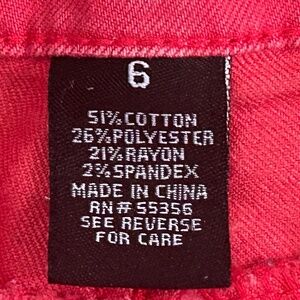 6
51% COTTON
26% POLYESTER
21% RAYON
2% SPANDEX
MADE IN CHINA
RN# 55356
SEE REVERSE
FOR CARE